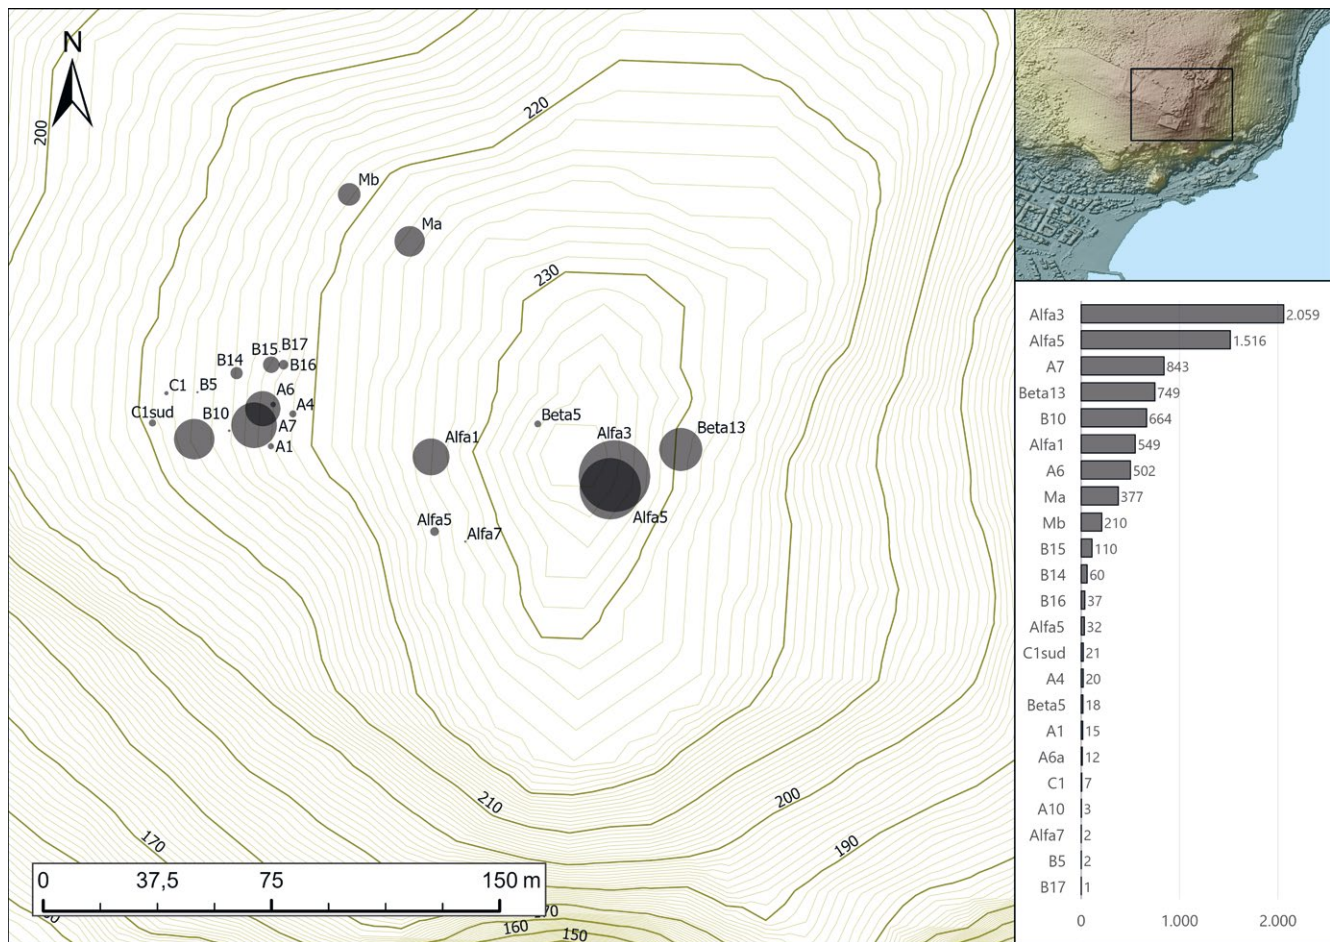 N
200
220
Mb
Ma
230
B17
B15
B14
B16
C1
B5
A6
C1sud
B10
A4
A7
A1
Beta5
Alfa1
Alfa3
Beta13
Alfa5
Alfa5
Alfa7
210
200
190
170
160
150
0 37,5 75 150 m
Alfa3 2.059
Alfa5 1.516
A7 843
Beta13 749
B10 664
Alfa1 549
A6 502
Ma 377
Mb 210
B15 110
B14 60
B16 37
Alfa5 32
C1sud 21
A4 20
Beta5 18
A1 15
A6a 12
C1 7
A10 3
Alfa7 2
B5 2
B17 1
0 1.000 2.000